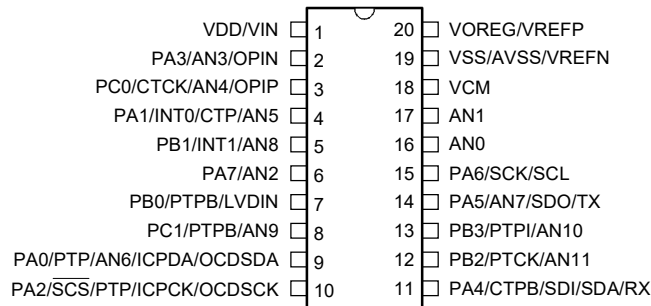 VDD/VIN 1 20 VOREG/VREFP
PA3/AN3/OPIN 2 19 VSS/AVSS/VREFN
PC0/CTCK/AN4/OPIP 3 18 VCM
PA1/INT0/CTP/AN5 4 17 AN1
PB1/INT1/AN8 5 16 AN0
PA7/AN2 6 15 PA6/SCK/SCL
PB0/PTPB/LVDIN 7 14 PA5/AN7/SDO/TX
PC1/PTPB/AN9 8 13 PB3/PTPI/AN10
PA0/PTP/AN6/ICPDA/OCDSDA 9 12 PB2/PTCK/AN11
PA2/SCS/PTP/ICPCK/OCDSCK 10 11 PA4/CTPB/SDI/SDA/RX